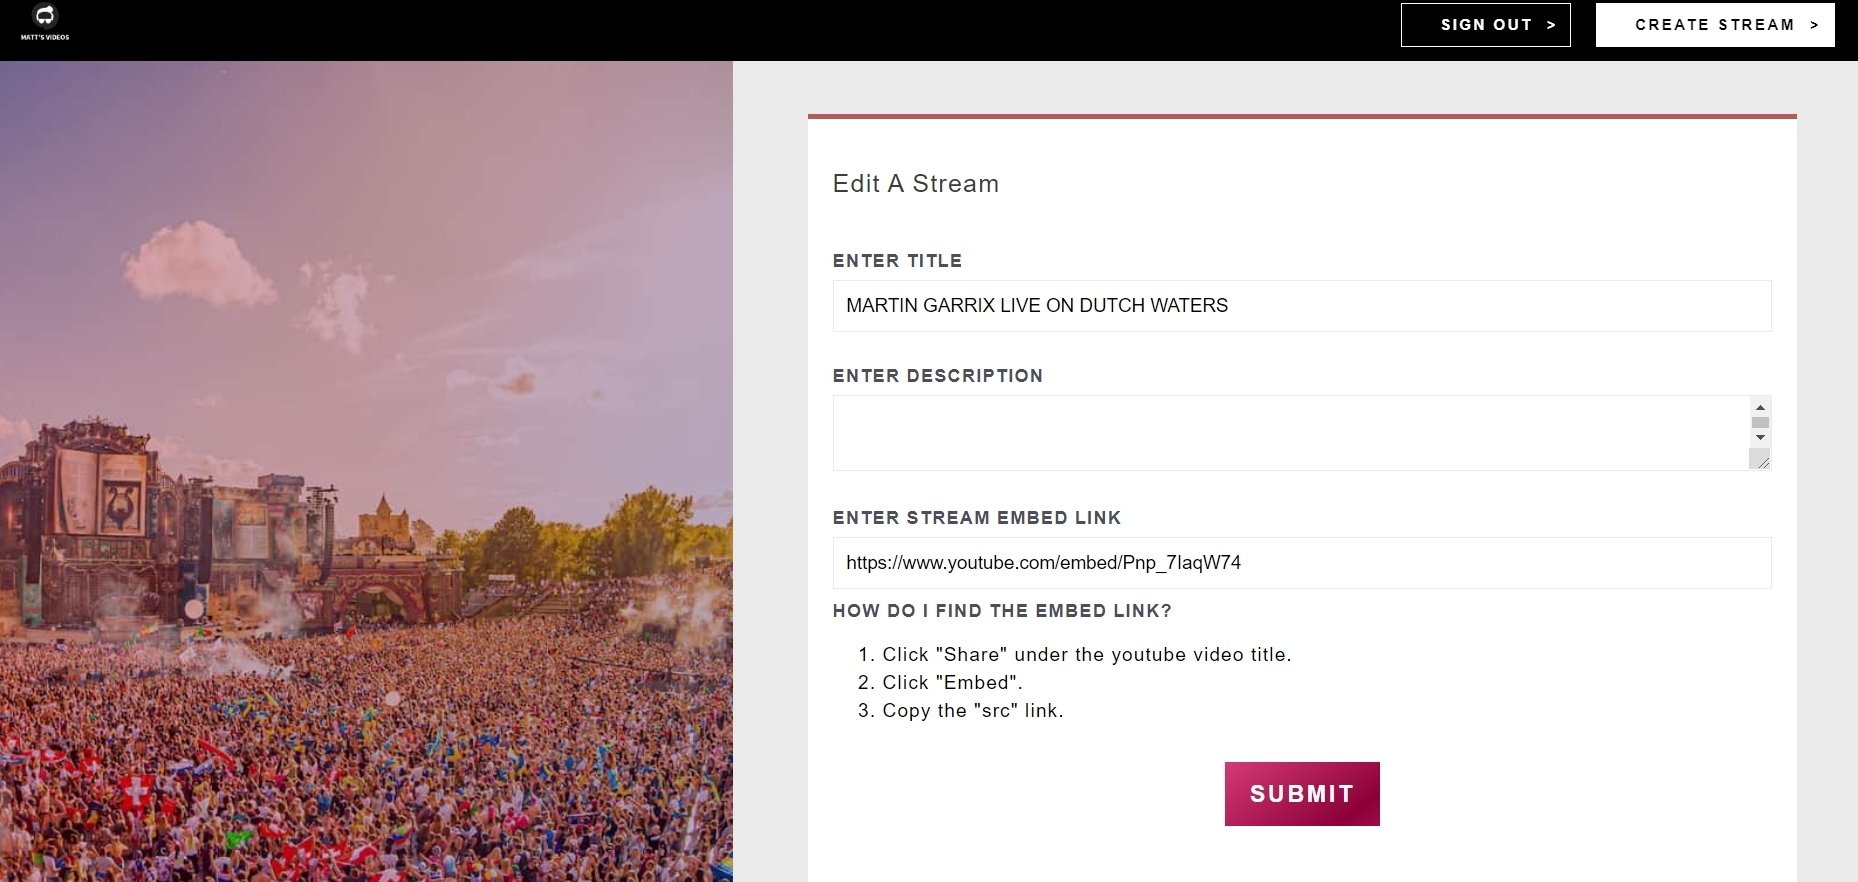 MATT'S VIDEOS
SIGN OUT >
CREATE STREAM >
Edit A Stream
ENTER TITLE
MARTIN GARRIX LIVE ON DUTCH WATERS
ENTER DESCRIPTION
ENTER STREAM EMBED LINK
https://www.youtube.com/embed/Pnp_7IaqW74
HOW DO I FIND THE EMBED LINK?
1. Click "Share" under the youtube video title.
2. Click "Embed".
3. Copy the "src" link.
SUBMIT